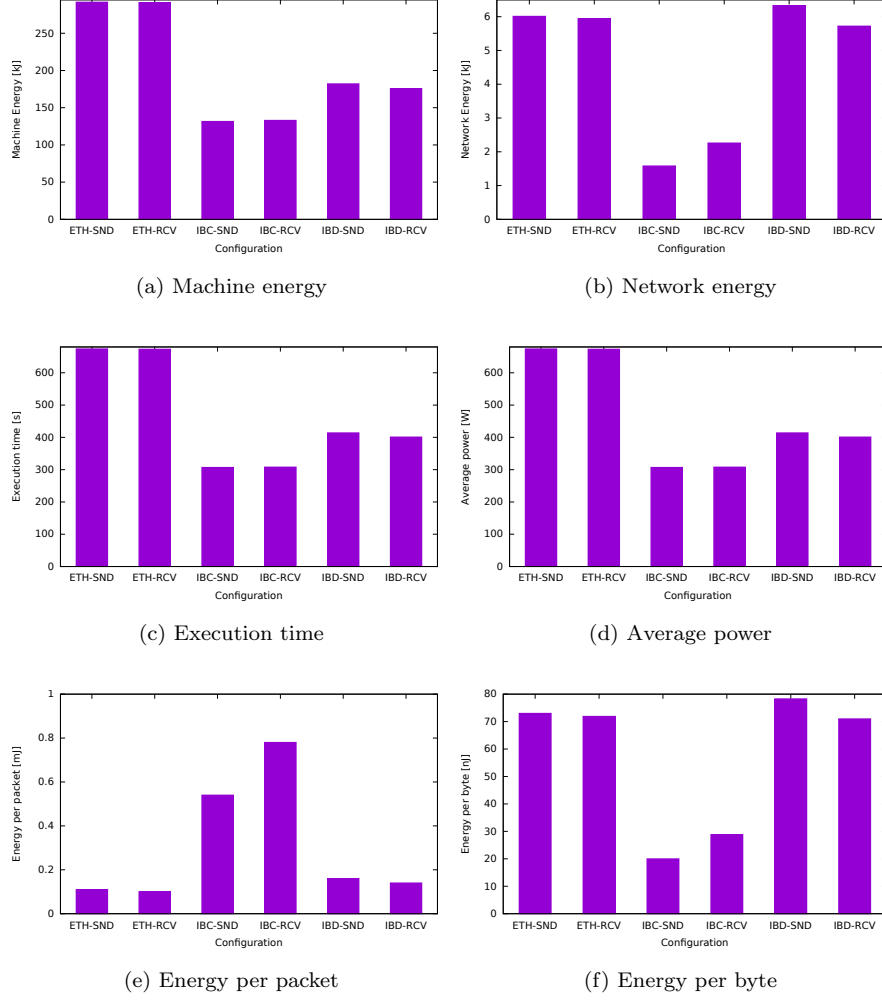 Machine Energy [kJ]
250
200
150
100
50
0
ETH-SND ETH-RCV IBC-SND IBC-RCV IBD-SND IBD-RCV
Configuration
(a) Machine energy
Network Energy [kJ]
6
5
4
3
2
1
0
ETH-SND ETH-RCV IBC-SND IBC-RCV IBD-SND IBD-RCV
Configuration
(b) Network energy
Execution time [s]
600
500
400
300
200
100
0
ETH-SND ETH-RCV IBC-SND IBC-RCV IBD-SND IBD-RCV
Configuration
(c) Execution time
Average power [W]
600
500
400
300
200
100
0
ETH-SND ETH-RCV IBC-SND IBC-RCV IBD-SND IBD-RCV
Configuration
(d) Average power
Energy per packet [mJ]
1
0.8
0.6
0.4
0.2
0
ETH-SND ETH-RCV IBC-SND IBC-RCV IBD-SND IBD-RCV
Configuration
(e) Energy per packet
Energy per byte [nJ]
80
70
60
50
40
30
20
10
0
ETH-SND ETH-RCV IBC-SND IBC-RCV IBD-SND IBD-RCV
Configuration
(f) Energy per byte